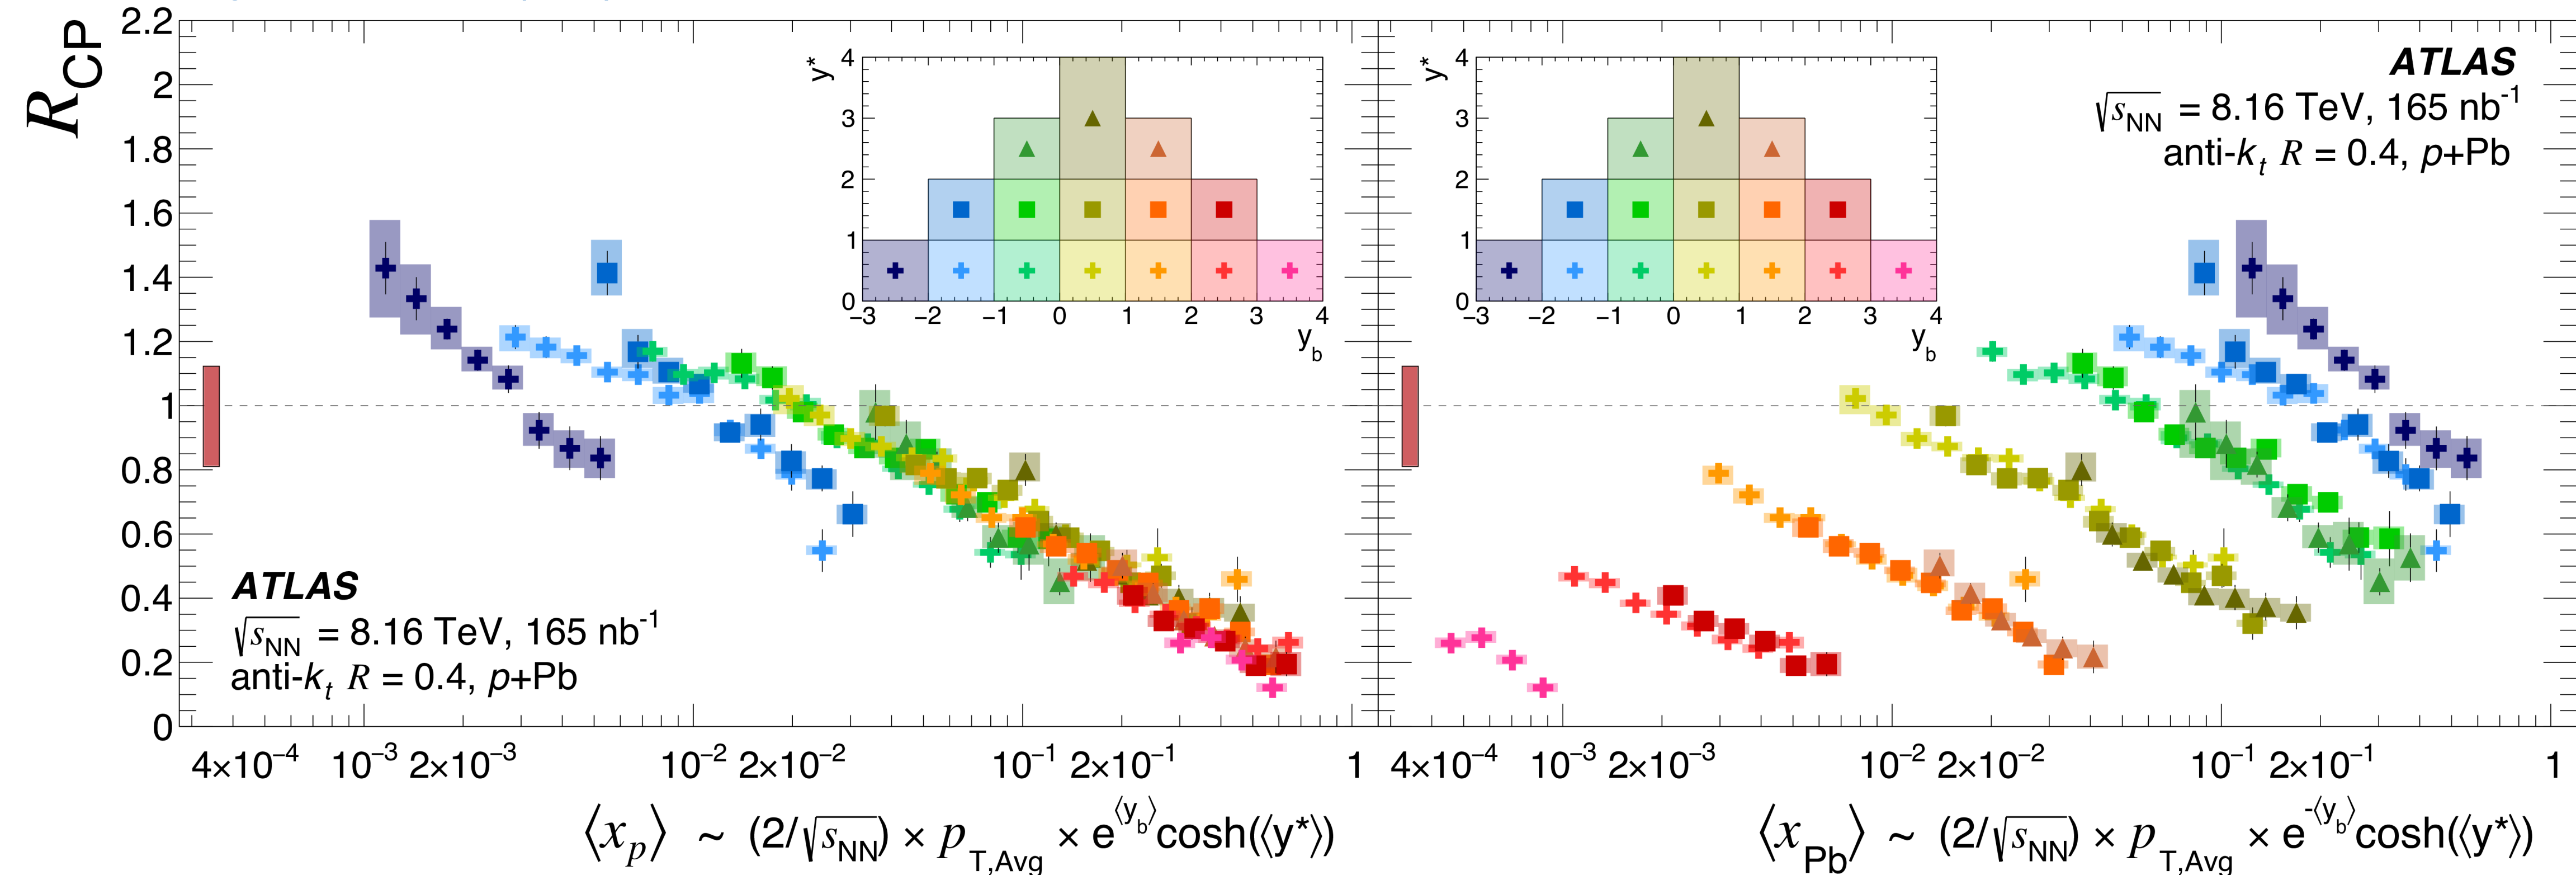 R_CP
2.2
2
1.8
1.6
1.4
1.2
1
0.8
0.6
0.4
0.2
0
y*
4
3
2
1
0
−3 −2 −1 0 1 2 3 4
y_b
ATLAS
√s_NN = 8.16 TeV, 165 nb⁻¹
anti-k_t R = 0.4, p+Pb
4×10⁻⁴ 10⁻³ 2×10⁻³ 10⁻² 2×10⁻² 10⁻¹ 2×10⁻¹ 1
⟨x_p⟩ ~ (2/√s_NN) × p_T,Avg × e^⟨y_b⟩cosh(⟨y*⟩)
y*
4
3
2
1
0
−3 −2 −1 0 1 2 3 4
y_b
ATLAS
√s_NN = 8.16 TeV, 165 nb⁻¹
anti-k_t R = 0.4, p+Pb
4×10⁻⁴ 10⁻³ 2×10⁻³ 10⁻² 2×10⁻² 10⁻¹ 2×10⁻¹ 1
⟨x_Pb⟩ ~ (2/√s_NN) × p_T,Avg × e^-⟨y_b⟩cosh(⟨y*⟩)